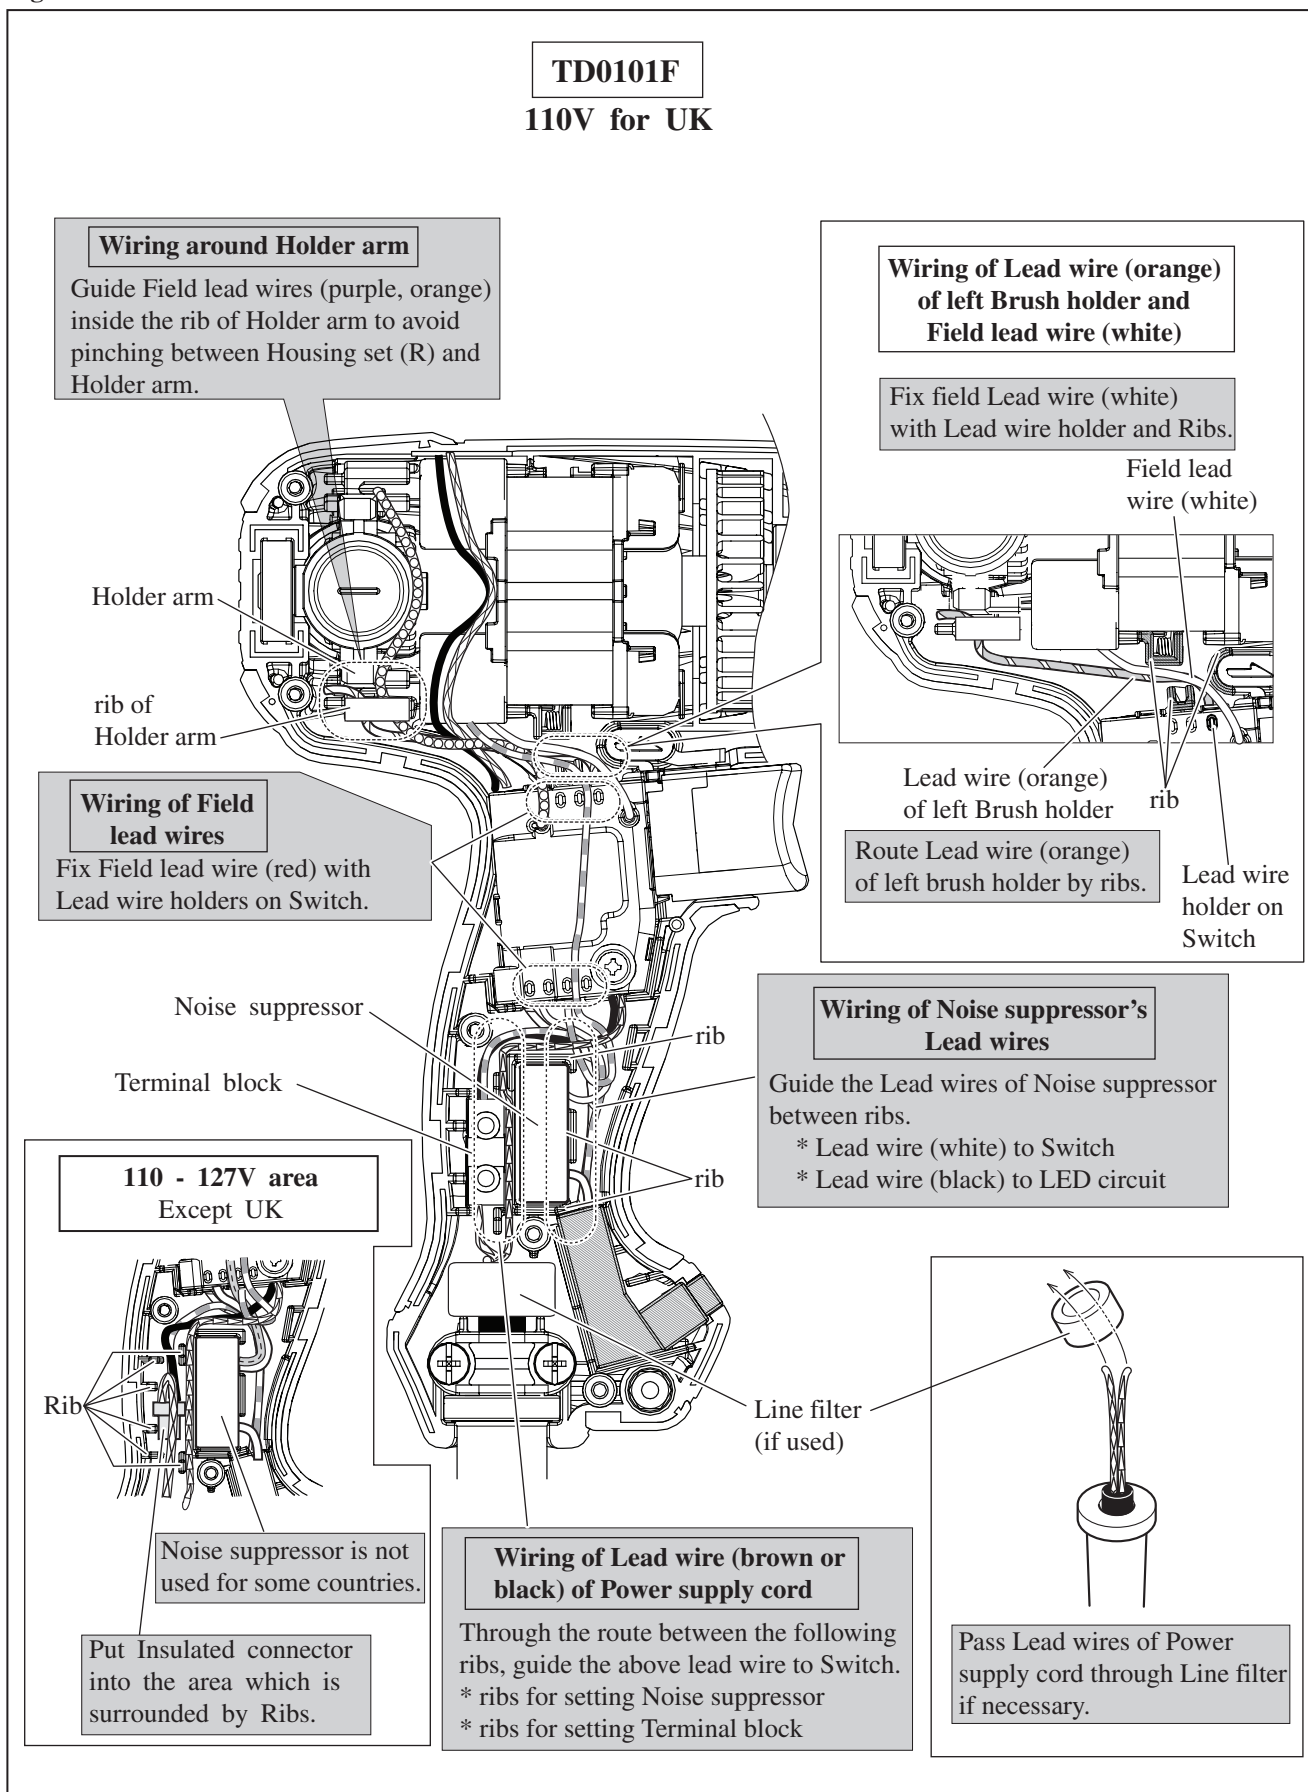 TD0101F
110V for UK
Wiring around Holder arm
Guide Field lead wires (purple, orange)
inside the rib of Holder arm to avoid
pinching between Housing set (R) and
Holder arm.
Wiring of Lead wire (orange)
of left Brush holder and
Field lead wire (white)
Fix field Lead wire (white)
with Lead wire holder and Ribs.
Field lead
wire (white)
Holder arm
rib of
Holder arm
Lead wire (orange)
of left Brush holder
rib
Route Lead wire (orange)
of left brush holder by ribs.
Lead wire
holder on
Switch
Wiring of Field
lead wires
Fix Field lead wire (red) with
Lead wire holders on Switch.
Noise suppressor
Terminal block
rib
rib
Wiring of Noise suppressor's
Lead wires
Guide the Lead wires of Noise suppressor
between ribs.
* Lead wire (white) to Switch
* Lead wire (black) to LED circuit
110 - 127V area
Except UK
Rib
Noise suppressor is not
used for some countries.
Put Insulated connector
into the area which is
surrounded by Ribs.
Line filter
(if used)
Wiring of Lead wire (brown or
black) of Power supply cord
Through the route between the following
ribs, guide the above lead wire to Switch.
* ribs for setting Noise suppressor
* ribs for setting Terminal block
Pass Lead wires of Power
supply cord through Line filter
if necessary.